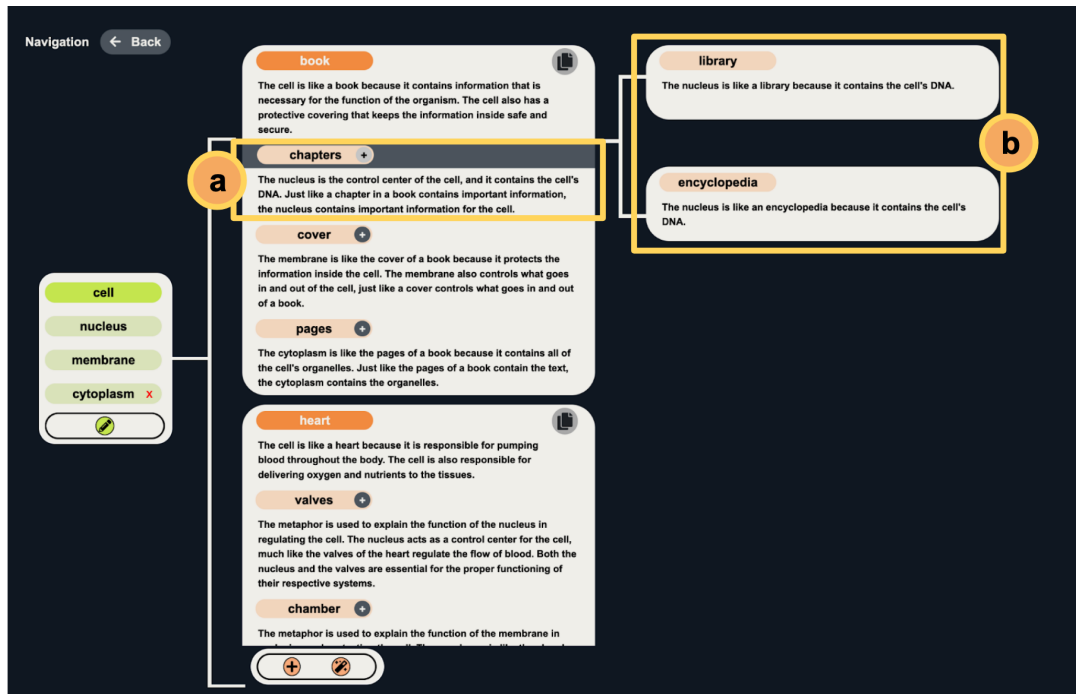 Navigation
← Back
cell
nucleus
membrane
cytoplasm x
book
The cell is like a book because it contains information that is
necessary for the function of the organism. The cell also has a
protective covering that keeps the information inside safe and
secure.
chapters +
a
The nucleus is the control center of the cell, and it contains the cell's
DNA. Just like a chapter in a book contains important information,
the nucleus contains important information for the cell.
cover +
The membrane is like the cover of a book because it protects the
information inside the cell. The membrane also controls what goes
in and out of the cell, just like a cover controls what goes in and out
of a book.
pages +
The cytoplasm is like the pages of a book because it contains all of
the cell's organelles. Just like the pages of a book contain the text,
the cytoplasm contains the organelles.
heart
The cell is like a heart because it is responsible for pumping
blood throughout the body. The cell is also responsible for
delivering oxygen and nutrients to the tissues.
valves +
The metaphor is used to explain the function of the nucleus in
regulating the cell. The nucleus acts as a control center for the cell,
much like the valves of the heart regulate the flow of blood. Both the
nucleus and the valves are essential for the proper functioning of
their respective systems.
chamber +
The metaphor is used to explain the function of the membrane in
library
The nucleus is like a library because it contains the cell's DNA.
b
encyclopedia
The nucleus is like an encyclopedia because it contains the cell's
DNA.